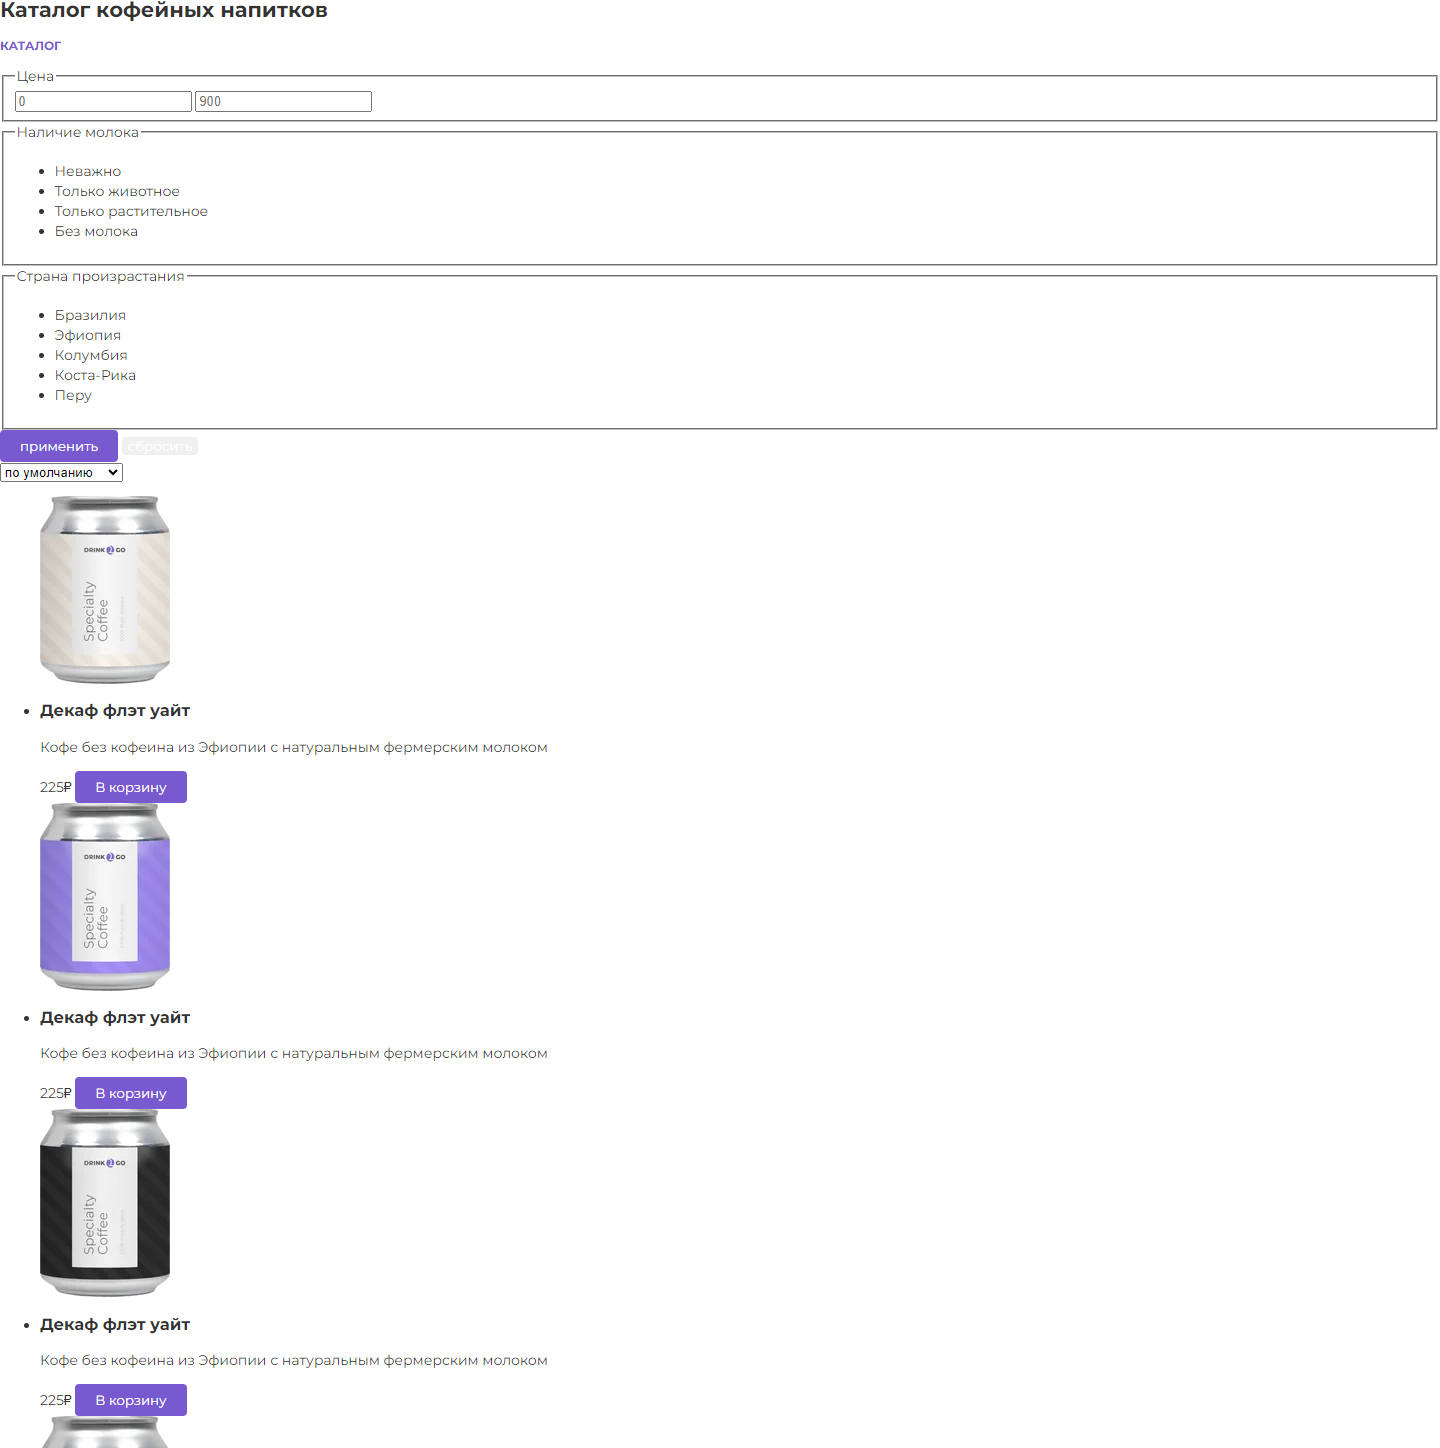 Каталог кофейных напитков
КАТАЛОГ
Цена
0 900
Наличие молока
Неважно
Только животное
Только растительное
Без молока
Страна произрастания
Бразилия
Эфиопия
Колумбия
Коста-Рика
Перу
применить сбросить
по умолчанию
DRINK 2 GO
Specialty
Coffee
Декаф флэт уайт
Кофе без кофеина из Эфиопии с натуральным фермерским молоком
225₽ В корзину
DRINK 2 GO
Specialty
Coffee
Декаф флэт уайт
Кофе без кофеина из Эфиопии с натуральным фермерским молоком
225₽ В корзину
DRINK 2 GO
Specialty
Coffee
Декаф флэт уайт
Кофе без кофеина из Эфиопии с натуральным фермерским молоком
225₽ В корзину